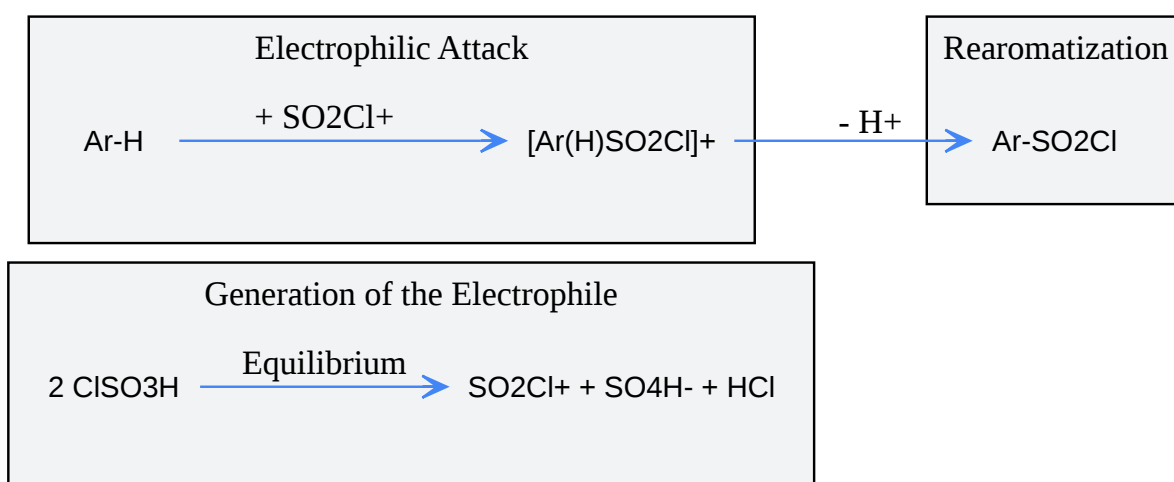 Electrophilic Attack
Rearomatization
+ SO2Cl+
- H+
Ar-H
[Ar(H)SO2Cl]+
Ar-SO2Cl
Generation of the Electrophile
Equilibrium
2 ClSO3H
SO2Cl+ + SO4H- + HCl